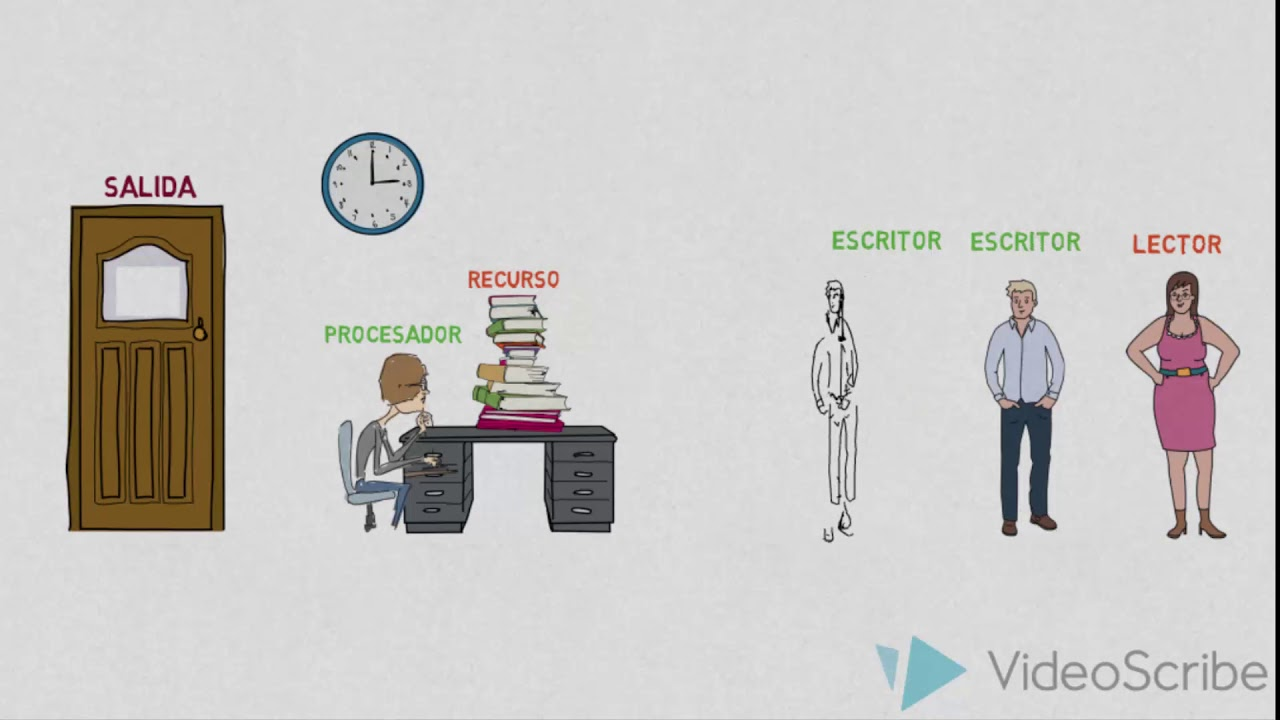 SALIDA
PROCESADOR
RECURSO
ESCRITOR
ESCRITOR
LECTOR
VideoScribe